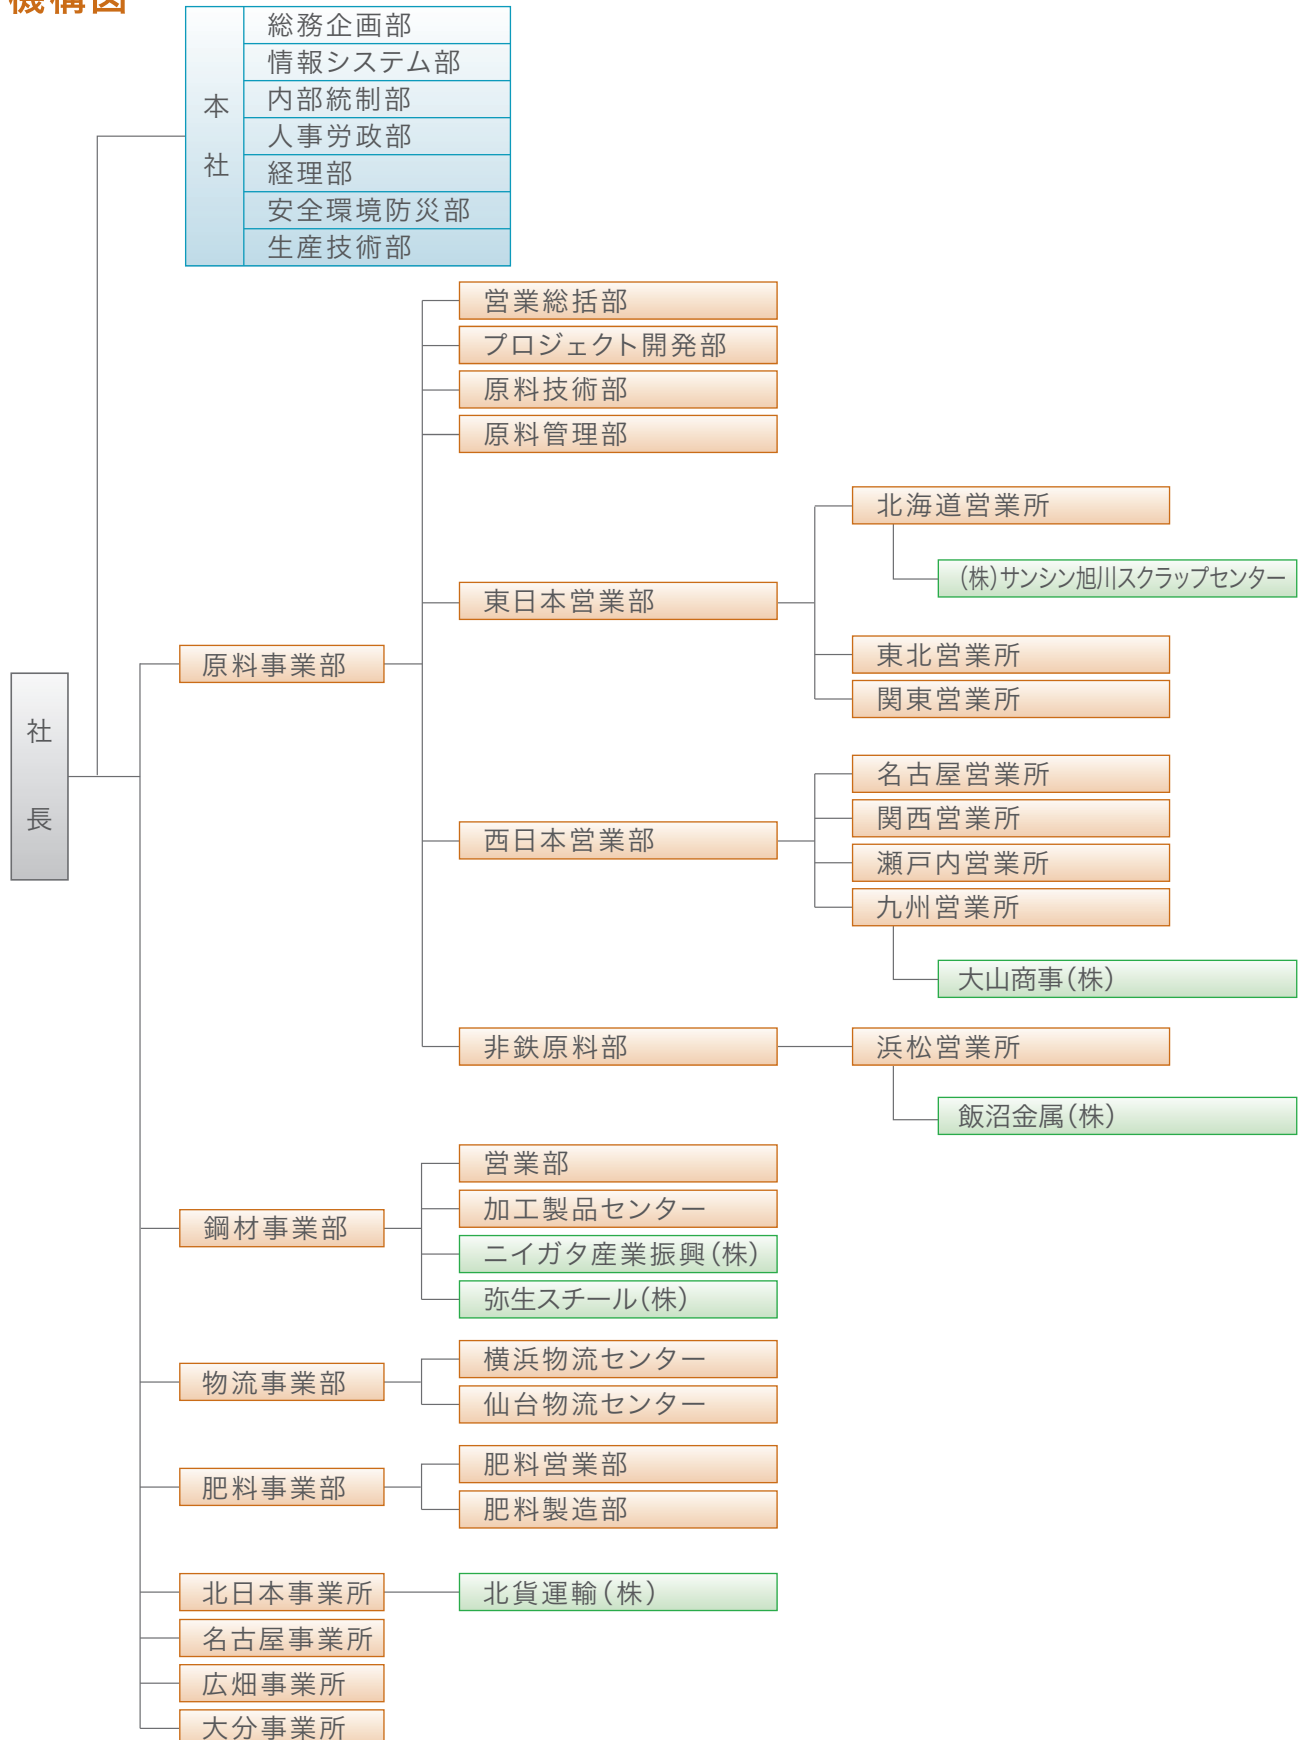 機構図
本社
総務企画部
情報システム部
内部統制部
人事労政部
経理部
安全環境防災部
生産技術部
社長
原料事業部
営業総括部
プロジェクト開発部
原料技術部
原料管理部
東日本営業部
北海道営業所
(株)サンシン旭川スクラップセンター
東北営業所
関東営業所
西日本営業部
名古屋営業所
関西営業所
瀬戸内営業所
九州営業所
大山商事(株)
非鉄原料部
浜松営業所
飯沼金属(株)
鋼材事業部
営業部
加工製品センター
ニイガタ産業振興(株)
弥生スチール(株)
物流事業部
横浜物流センター
仙台物流センター
肥料事業部
肥料営業部
肥料製造部
北日本事業所
北貨運輸(株)
名古屋事業所
広畑事業所
大分事業所